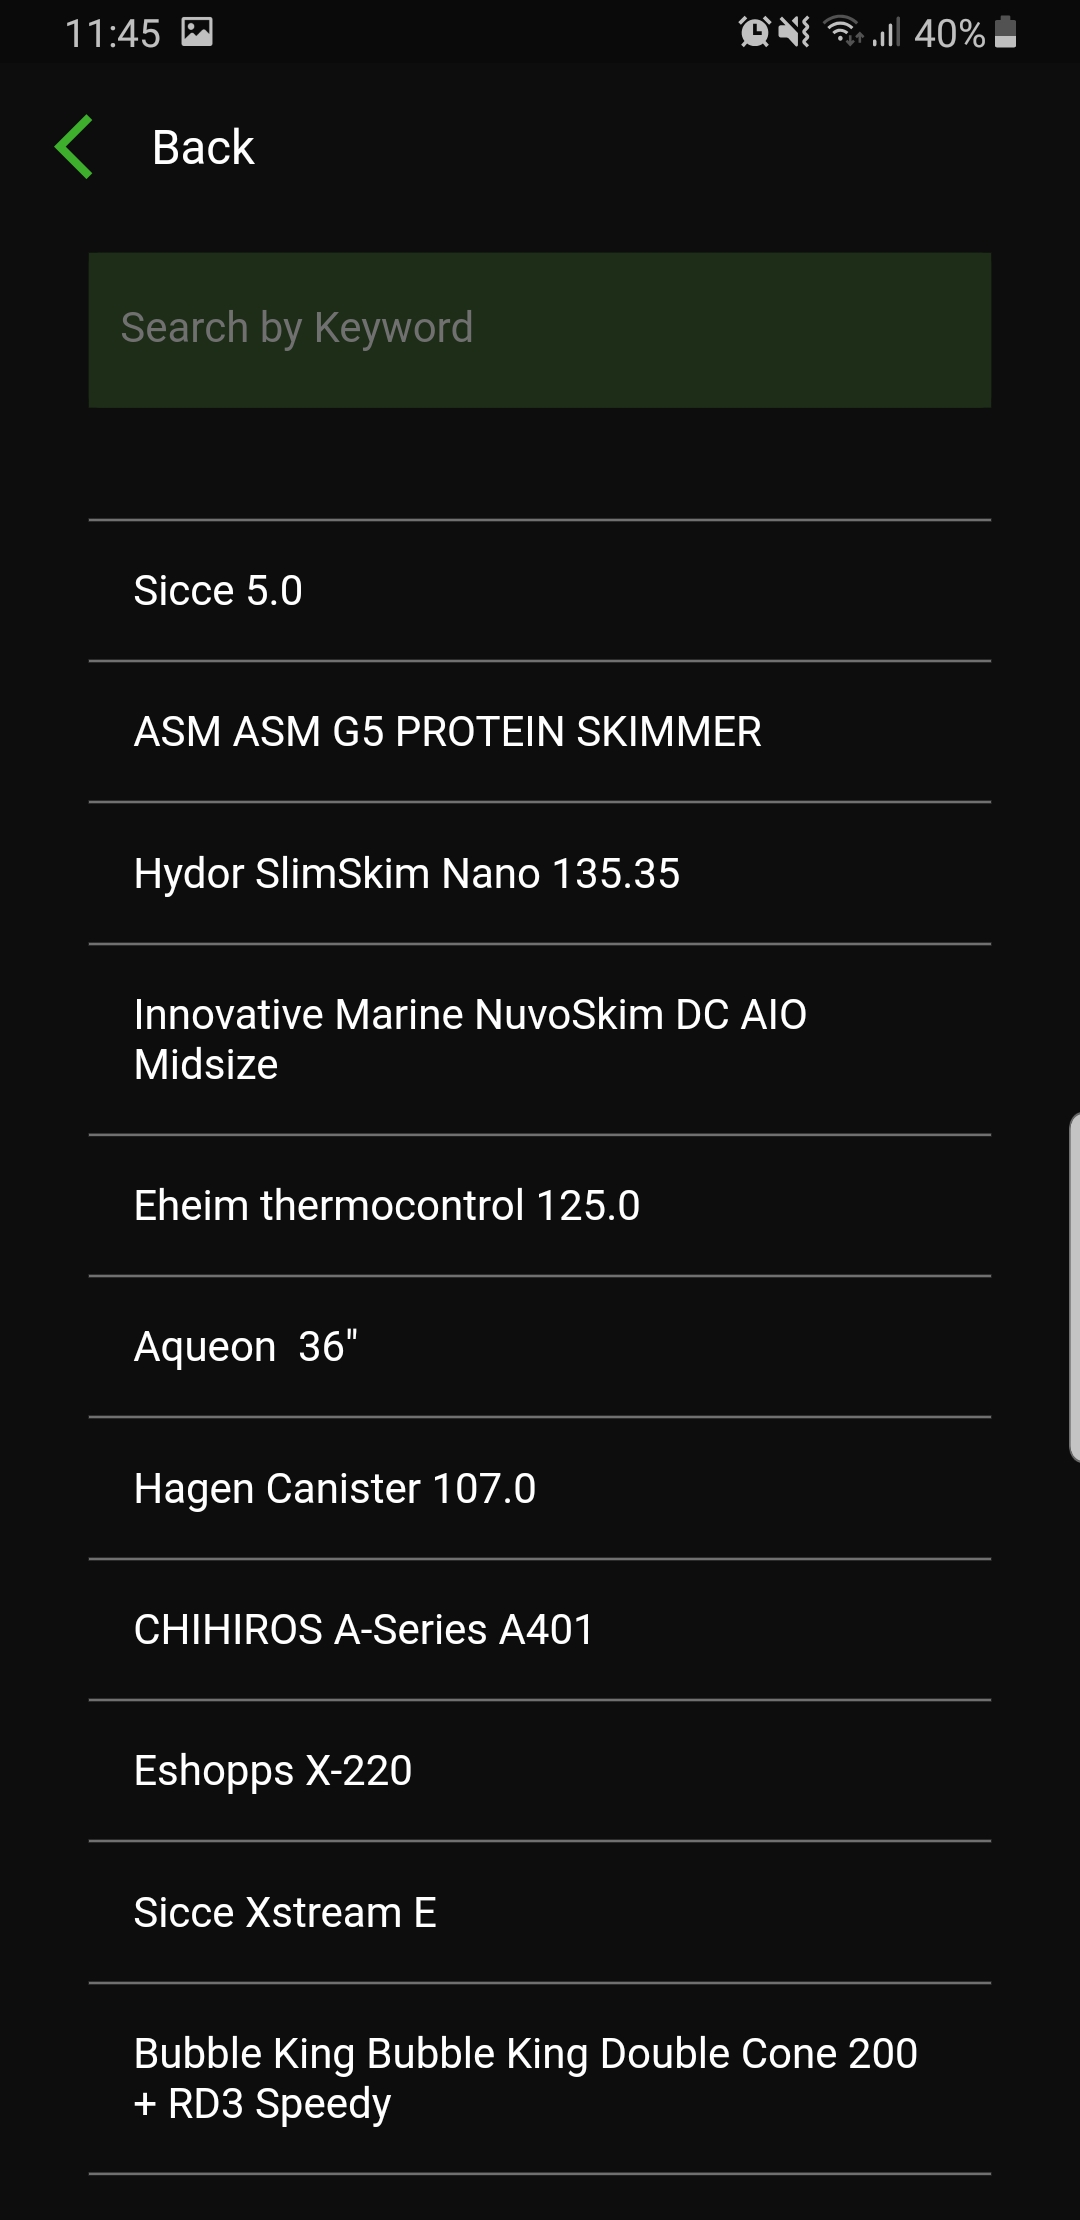 11:45
40%
Back
Search by Keyword
Sicce 5.0
ASM ASM G5 PROTEIN SKIMMER
Hydor SlimSkim Nano 135.35
Innovative Marine NuvoSkim DC AIO
Midsize
Eheim thermocontrol 125.0
Aqueon  36"
Hagen Canister 107.0
CHIHIROS A-Series A401
Eshopps X-220
Sicce Xstream E
Bubble King Bubble King Double Cone 200
+ RD3 Speedy